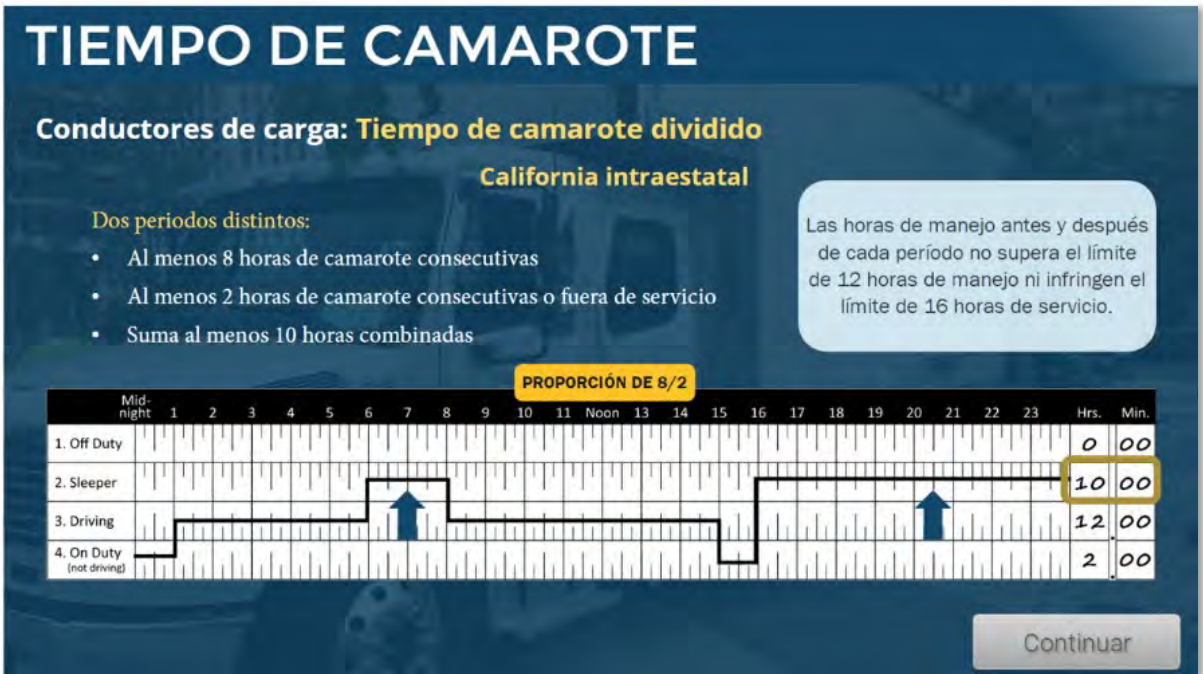 TIEMPO DE CAMAROTE
Conductores de carga: Tiempo de camarote dividido
California intraestatal
Dos periodos distintos:
• Al menos 8 horas de camarote consecutivas
• Al menos 2 horas de camarote consecutivas o fuera de servicio
• Suma al menos 10 horas combinadas
Las horas de manejo antes y después
de cada período no supera el límite
de 12 horas de manejo ni infringen el
límite de 16 horas de servicio.
PROPORCIÓN DE 8/2
Mid-
night 1 2 3 4 5 6 7 8 9 10 11 Noon 13 14 15 16 17 18 19 20 21 22 23 Hrs. Min.
1. Off Duty 0 00
2. Sleeper 10 00
3. Driving 12 00
4. On Duty 2 00
(not driving)
Continuar